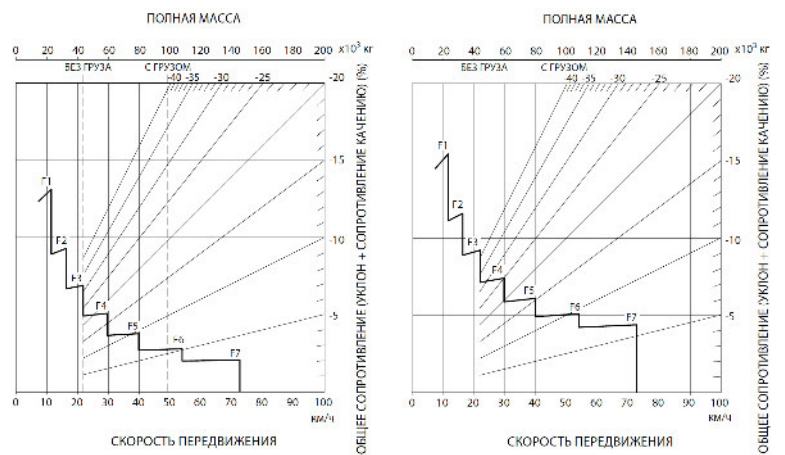 ПОЛНАЯ МАССА
0 20 40 60 80 100 120 140 160 180 200 x10³ кг
БЕЗ ГРУЗА С ГРУЗОМ
-40 -35 -30 -25 -20
15
-10
-5
F1
F2
F3
F4
F5
F6
F7
0 10 20 30 40 50 60 70 80 90 100
км/ч
СКОРОСТЬ ПЕРЕДВИЖЕНИЯ
ОБЩЕЕ СОПРОТИВЛЕНИЕ (УКЛОН + СОПРОТИВЛЕНИЕ КАЧЕНИЮ) (%)
ПОЛНАЯ МАССА
0 20 40 60 80 100 120 140 160 180 200 x10³ кг
БЕЗ ГРУЗА С ГРУЗОМ
-40 -35 -30 -25 -20
-15
-10
-5
F1
F2
F3
F4
F5
F6
F7
0 10 20 30 40 50 60 70 80 90 100
км/ч
СКОРОСТЬ ПЕРЕДВИЖЕНИЯ
ОБЩЕЕ СОПРОТИВЛЕНИЕ (УКЛОН + СОПРОТИВЛЕНИЕ КАЧЕНИЮ) (%)